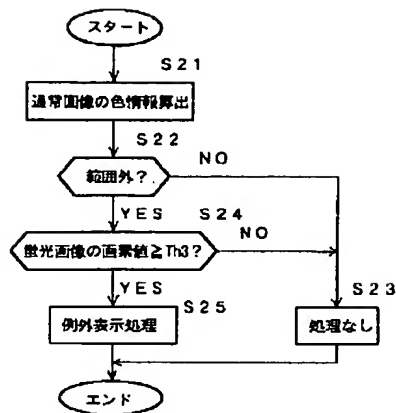 スタート
S21
通常画像の色情報算出
S22
範囲外?
NO
YES
S24
蛍光画像の画素値≧Th3?
NO
YES
S23
S25
例外表示処理
処理なし
エンド